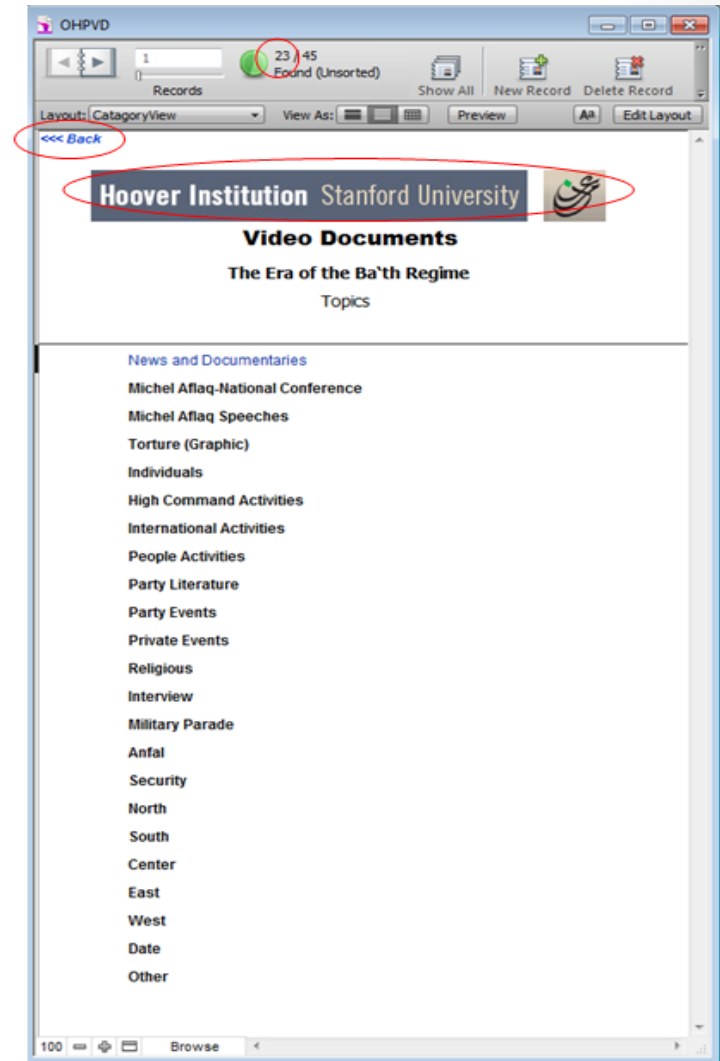 OHPVD
1
Records
23 / 45
Found (Unsorted)
Show All
New Record
Delete Record
Layout: CatagoryView
View As:
Preview
Aa
Edit Layout
<<< Back
Hoover Institution Stanford University
Video Documents
The Era of the Ba‛th Regime
Topics
News and Documentaries
Michel Aflaq-National Conference
Michel Aflaq Speeches
Torture (Graphic)
Individuals
High Command Activities
International Activities
People Activities
Party Literature
Party Events
Private Events
Religious
Interview
Military Parade
Anfal
Security
North
South
Center
East
West
Date
Other
100
Browse